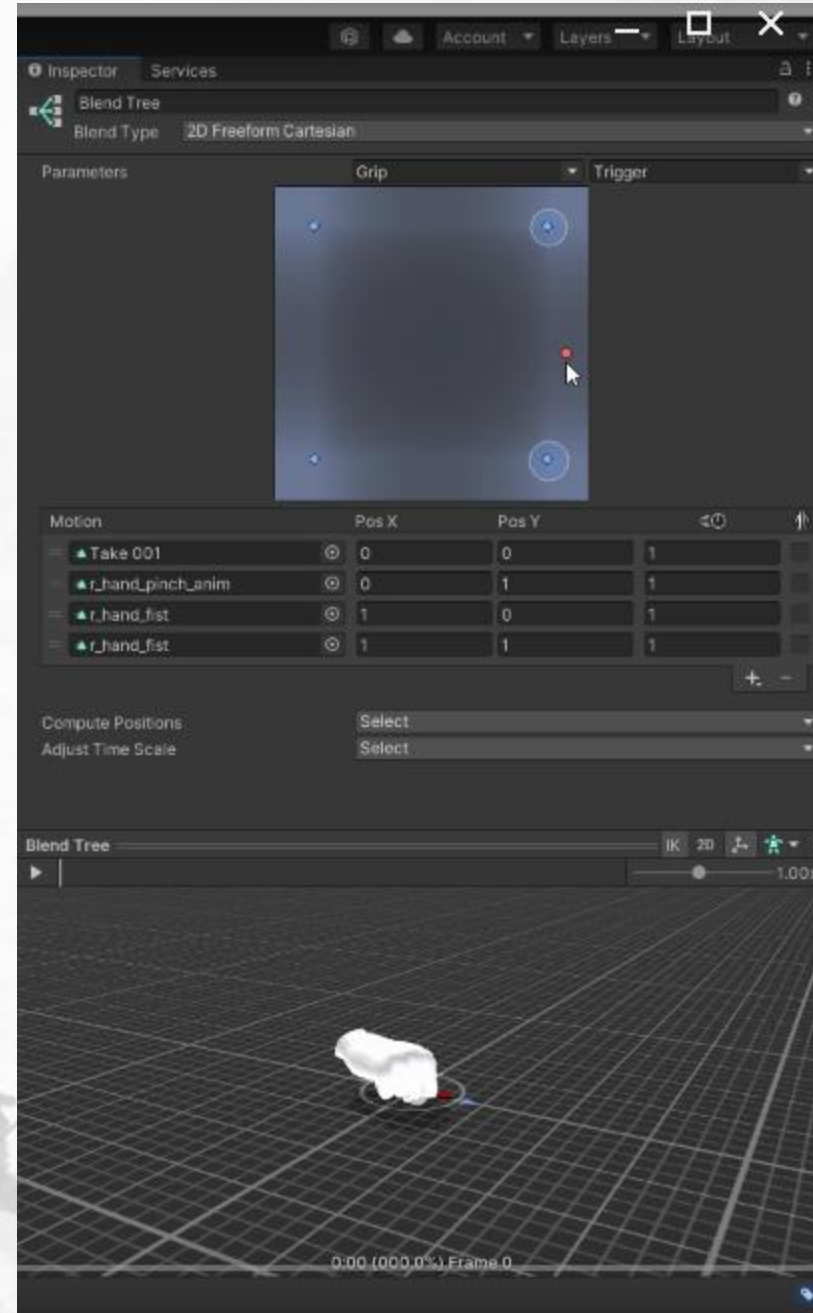 Account Layers Layout
Inspector Services
Blend Tree
Blend Type 2D Freeform Cartesian
Parameters Grip Trigger
Motion Pos X Pos Y
Take 001 0 0 1
r_hand_pinch_anim 0 1 1
r_hand_fist 1 0 1
r_hand_fist 1 1 1
Compute Positions Select
Adjust Time Scale Select
Blend Tree IK 2D
1.00x
0:00 (000.0%) Frame 0